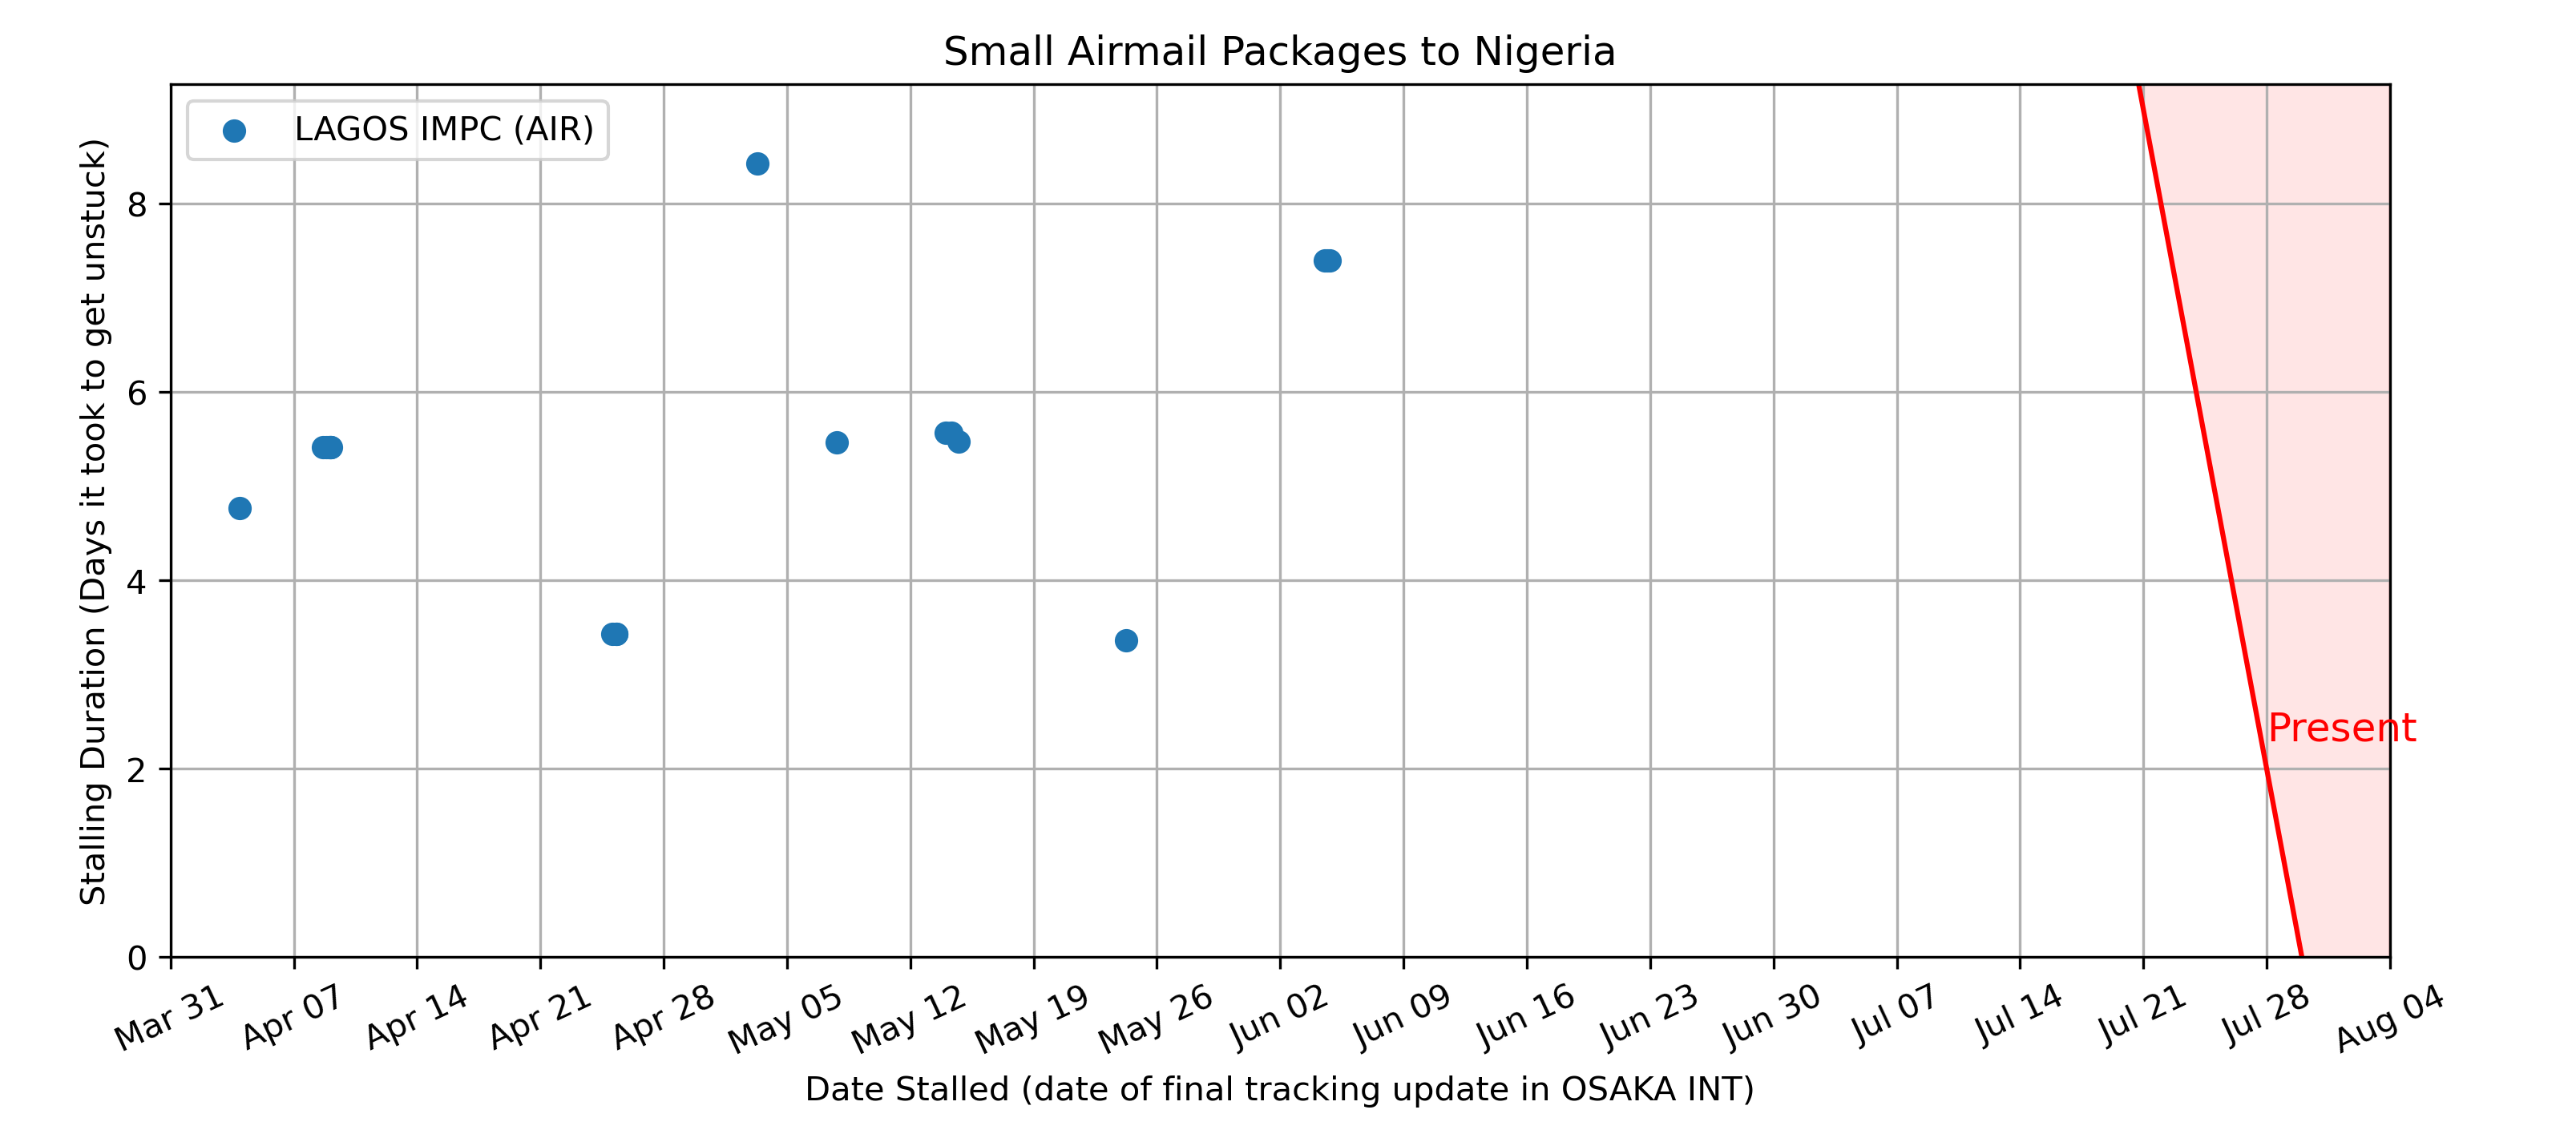 Small Airmail Packages to Nigeria
LAGOS IMPC (AIR)
Stalling Duration (Days it took to get unstuck)
8
6
4
2
0
Present
Mar 31 Apr 07 Apr 14 Apr 21 Apr 28 May 05 May 12 May 19 May 26 Jun 02 Jun 09 Jun 16 Jun 23 Jun 30 Jul 07 Jul 14 Jul 21 Jul 28 Aug 04
Date Stalled (date of final tracking update in OSAKA INT)